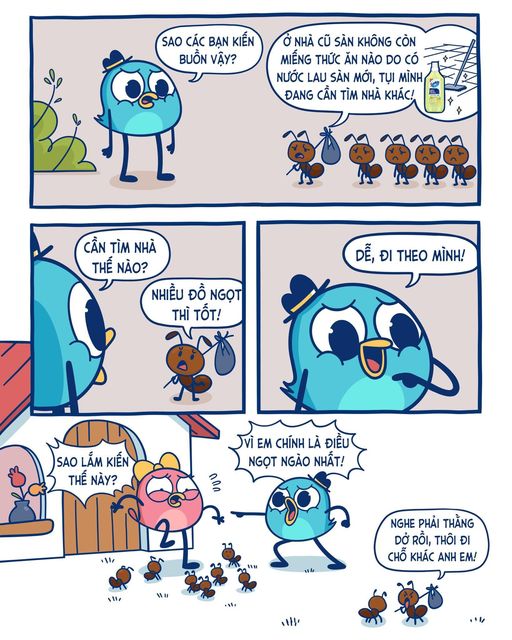 SAO CÁC BẠN KIẾN
BUỒN VẬY?
Ở NHÀ CŨ SÀN KHÔNG CÒN
MIẾNG THỨC ĂN NÀO DO CÓ
NƯỚC LAU SÀN MỚI, TỤI MÌNH
ĐANG CẦN TÌM NHÀ KHÁC!
CẦN TÌM NHÀ
THẾ NÀO?
NHIỀU ĐỒ NGỌT
THÌ TỐT!
DỄ, ĐI THEO MÌNH!
SAO LẮM KIẾN
THẾ NÀY?
VÌ EM CHÍNH LÀ ĐIỀU
NGỌT NGÀO NHẤT!
NGHE PHẢI THẰNG
DỞ RỒI, THÔI ĐI
CHỖ KHÁC ANH EM!